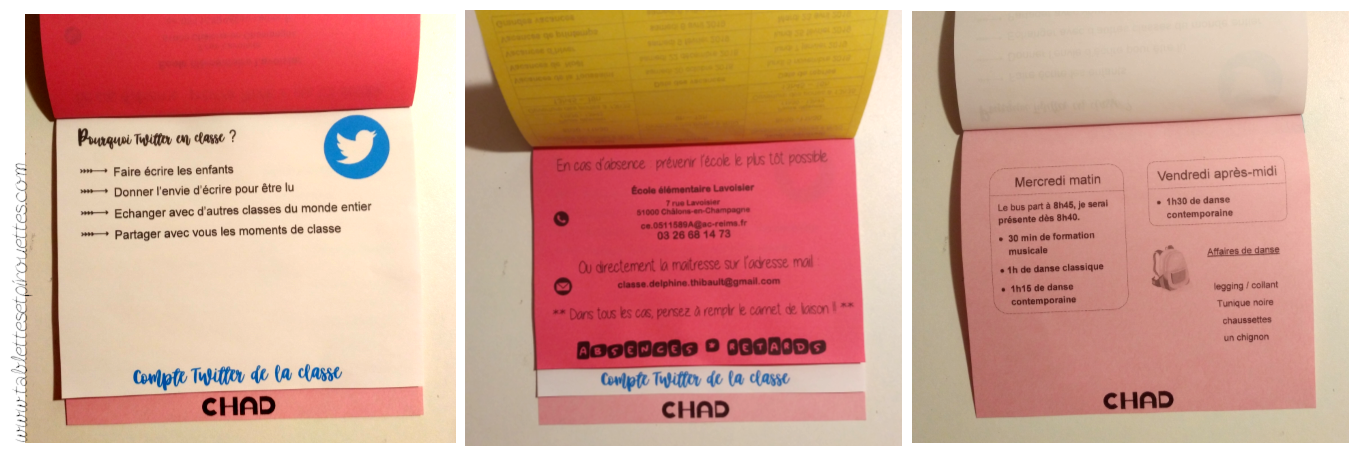 www.tablettesetpirouettes.com
Pourquoi Twitter en classe ?
Faire écrire les enfants
Donner l'envie d'écrire pour être lu
Echanger avec d'autres classes du monde entier
Partager avec vous les moments de classe
Compte Twitter de la classe
CHAD
En cas d'absence : prévenir l'école le plus tôt possible
École élémentaire Lavoisier
7 rue Lavoisier
51000 Châlons-en-Champagne
ce.0511589A@ac-reims.fr
03 26 68 14 73
Ou directement la maîtresse sur l'adresse mail :
classe.delphine.thibault@gmail.com
** Dans tous les cas, pensez à remplir le carnet de liaison !! **
ABSENCES & RETARDS
Compte Twitter de la classe
CHAD
Mercredi matin
Le bus part à 8h45, je serai
présente dès 8h40.
30 min de formation
musicale
1h de danse classique
1h15 de danse
contemporaine
Vendredi après-midi
1h30 de danse
contemporaine
Affaires de danse
legging / collant
Tunique noire
chaussettes
un chignon
CHAD